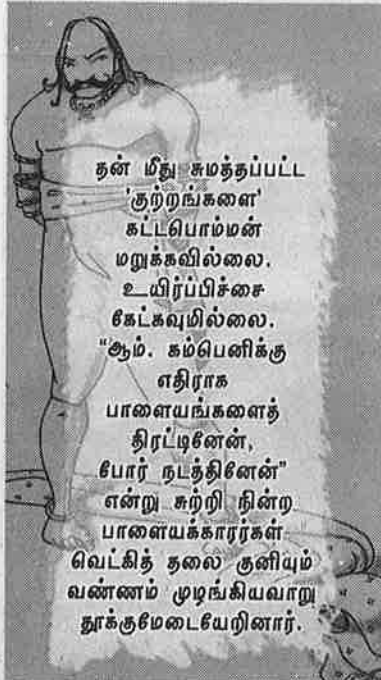 தன் மீது சுமத்தப்பட்ட
'குற்றங்களை'
கட்டபொம்மன்
மறுக்கவில்லை.
உயிர்ப்பிச்சை
கேட்கவுமில்லை.
“ஆம். கம்பெனிக்கு
எதிராக
பாளையங்களைத்
திரட்டினேன்,
போர் நடத்தினேன்”
என்று சுற்றி நின்ற
பாளையக்காரர்கள்
வெட்கித் தலை குனியும்
வண்ணம் முழங்கியவாறு
தூக்குமேடையேறினார்.